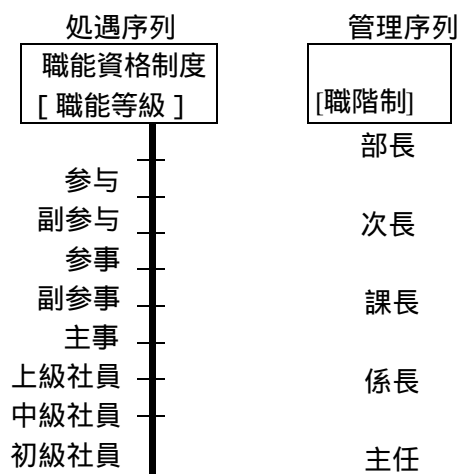 処遇序列
職能資格制度
[ 職能等級 ]
参与
副参与
参事
副参事
主事
上級社員
中級社員
初級社員
管理序列
[職階制]
部長
次長
課長
係長
主任